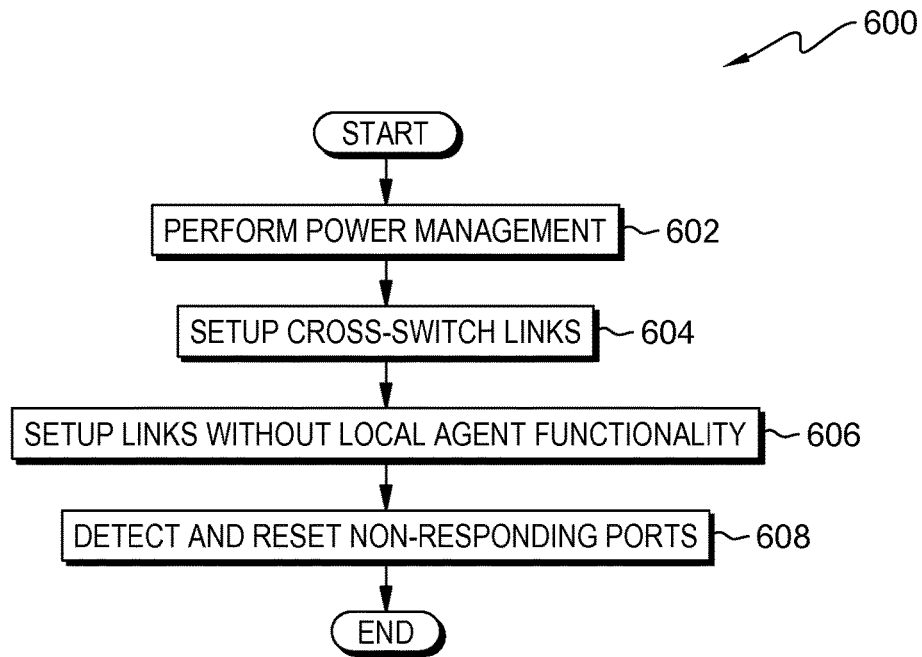 600
START
PERFORM POWER MANAGEMENT 602
SETUP CROSS-SWITCH LINKS 604
SETUP LINKS WITHOUT LOCAL AGENT FUNCTIONALITY 606
DETECT AND RESET NON-RESPONDING PORTS 608
END